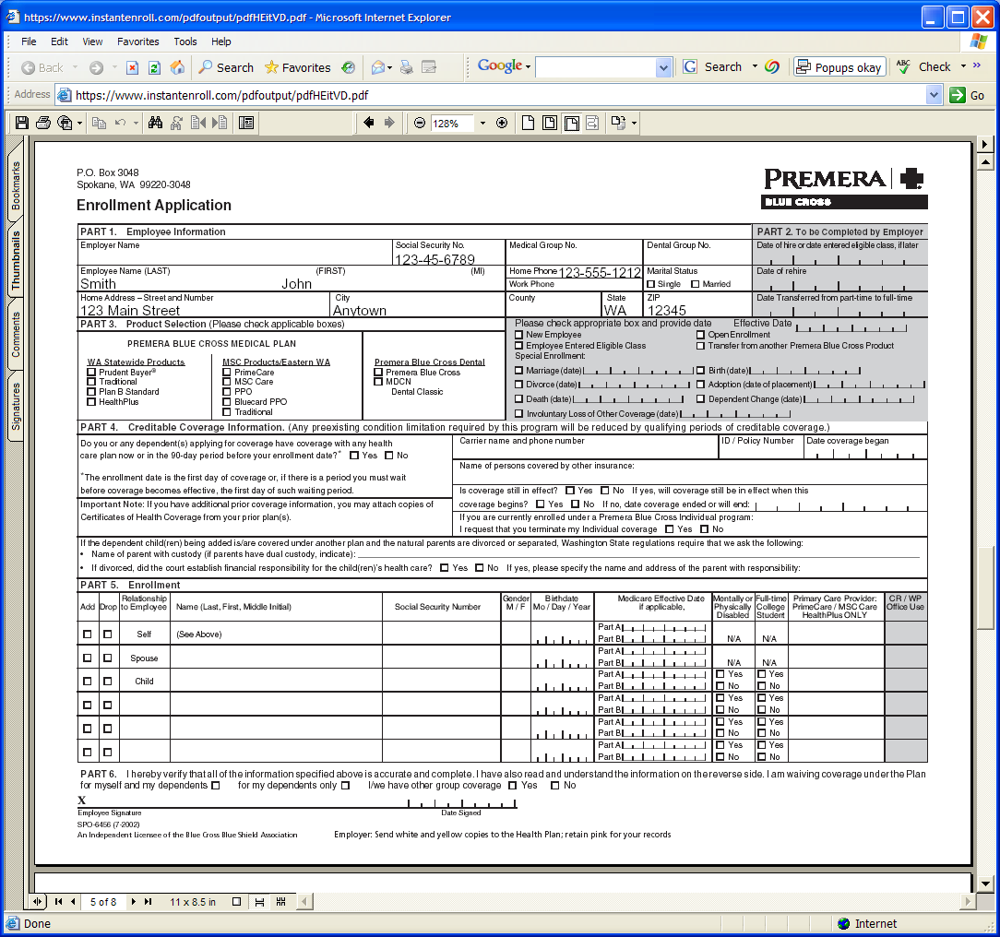 https://www.instantenroll.com/pdfoutput/pdfHEitVD.pdf - Microsoft Internet Explorer
File Edit View Favorites Tools Help
Back Search Favorites Google Search Popups okay ABC Check »
Address https://www.instantenroll.com/pdfoutput/pdfHEitVD.pdf Go
128%
Bookmarks
Thumbnails
Comments
Signatures
P.O. Box 3048
Spokane, WA 99220-3048
PREMERA
BLUE CROSS
Enrollment Application
PART 1. Employee Information PART 2. To be Completed by Employer
Employer Name Social Security No. Medical Group No. Dental Group No. Date of hire or date entered eligible class, if later
123-45-6789
Employee Name (LAST) (FIRST) (MI) Home Phone 123-555-1212 Marital Status Date of rehire
Smith John Work Phone Single Married
Home Address – Street and Number City County State ZIP Date Transferred from part-time to full-time
123 Main Street Anytown WA 12345
PART 3. Product Selection (Please check applicable boxes) Please check appropriate box and provide date Effective Date
New Employee Open Enrollment
PREMERA BLUE CROSS MEDICAL PLAN Employee Entered Eligible Class Transfer from another Premera Blue Cross Product
Special Enrollment:
WA Statewide Products MSC Products/Eastern WA Premera Blue Cross Dental
Prudent Buyer® PrimeCare Premera Blue Cross Marriage (date) Birth (date)
Traditional MSC Care MDCN Divorce (date) Adoption (date of placement)
Plan B Standard PPO Dental Classic
HealthPlus Bluecard PPO Death (date) Dependent Change (date)
Traditional Involuntary Loss of Other Coverage (date)
PART 4. Creditable Coverage Information. (Any preexisting condition limitation required by this program will be reduced by qualifying periods of creditable coverage.)
Do you or any dependent(s) applying for coverage have coverage with any health Carrier name and phone number ID / Policy Number Date coverage began
care plan now or in the 90-day period before your enrollment date?* Yes No
Name of persons covered by other insurance:
*The enrollment date is the first day of coverage or, if there is a period you must wait
before coverage becomes effective, the first day of such waiting period. Is coverage still in effect? Yes No If yes, will coverage still be in effect when this
Important Note: If you have additional prior coverage information, you may attach copies of coverage begins? Yes No If no, date coverage ended or will end:
Certificates of Health Coverage from your prior plan(s). If you are currently enrolled under a Premera Blue Cross Individual program:
I request that you terminate my Individual coverage Yes No
If the dependent child(ren) being added is/are covered under another plan and the natural parents are divorced or separated, Washington State regulations require that we ask the following:
• Name of parent with custody (if parents have dual custody, indicate):
• If divorced, did the court establish financial responsibility for the child(ren)'s health care? Yes No If yes, please specify the name and address of the parent with responsibility:
PART 5. Enrollment
Add Drop Relationship to Employee Name (Last, First, Middle Initial) Social Security Number Gender M / F Birthdate Mo / Day / Year Medicare Effective Date if applicable, Mentally or Physically Disabled Full-time College Student Primary Care Provider: PrimeCare / MSC Care HealthPlus ONLY CR / WP Office Use
Self (See Above) Part A
Part B N/A N/A
Spouse Part A
Part B N/A N/A
Child Part A Yes Yes
Part B No No
Part A Yes Yes
Part B No No
Part A Yes Yes
Part B No No
Part A Yes Yes
Part B No No
PART 6. I hereby verify that all of the information specified above is accurate and complete. I have also read and understand the information on the reverse side. I am waiving coverage under the Plan
for myself and my dependents for my dependents only I/we have other group coverage Yes No
X
Employee Signature Date Signed
SPO-6456 (7-2002)
An Independent Licensee of the Blue Cross Blue Shield Association Employer: Send white and yellow copies to the Health Plan; retain pink for your records
5 of 8 11 x 8.5 in
Done Internet